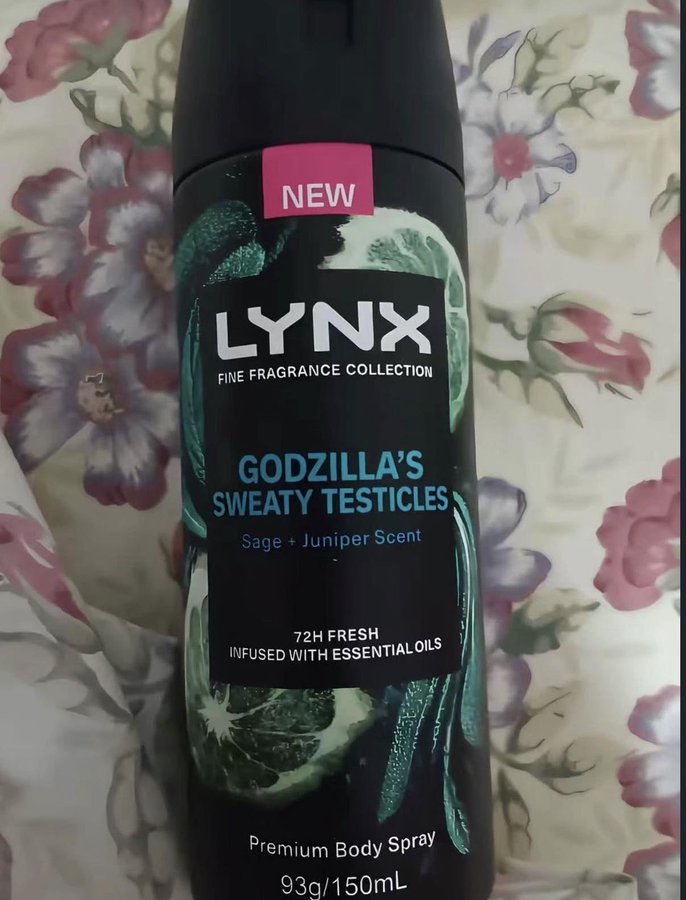 NEW
LYNX
FINE FRAGRANCE COLLECTION
GODZILLA'S
SWEATY TESTICLES
Sage + Juniper Scent
72H FRESH
INFUSED WITH ESSENTIAL OILS
Premium Body Spray
93g/150mL